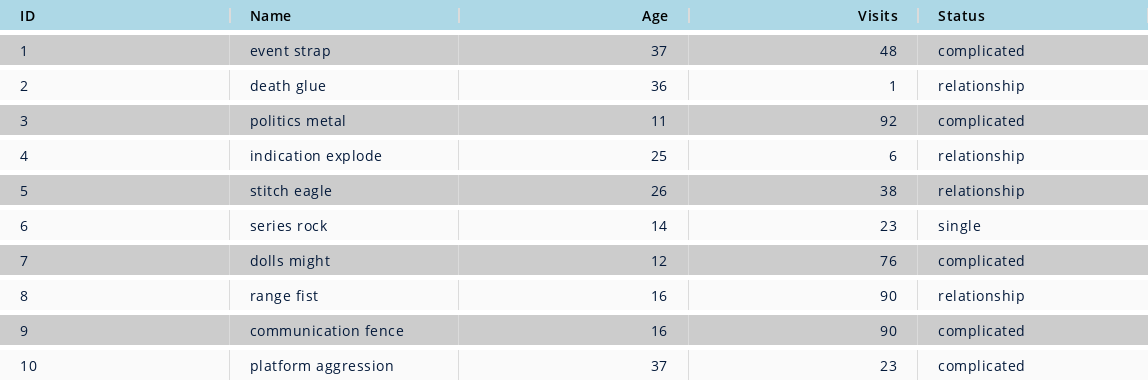 ID Name Age Visits Status
1 event strap 37 48 complicated
2 death glue 36 1 relationship
3 politics metal 11 92 complicated
4 indication explode 25 6 relationship
5 stitch eagle 26 38 relationship
6 series rock 14 23 single
7 dolls might 12 76 complicated
8 range fist 16 90 relationship
9 communication fence 16 90 complicated
10 platform aggression 37 23 complicated